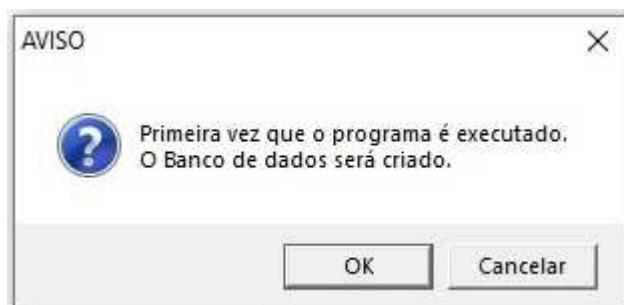 AVISO
Primeira vez que o programa é executado.
O Banco de dados será criado.
OK
Cancelar